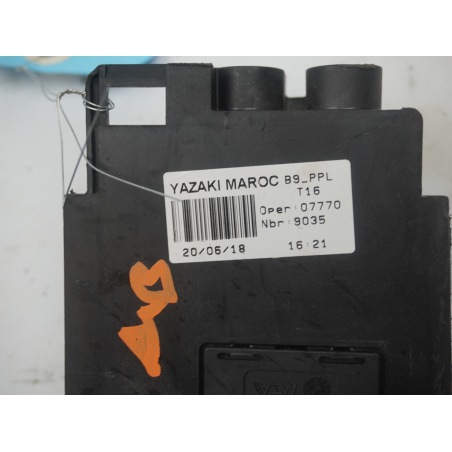 YAZAKI MAROC B9_PPL
T16
Oper:07770
Nbr:9035
20/06/18 16:21